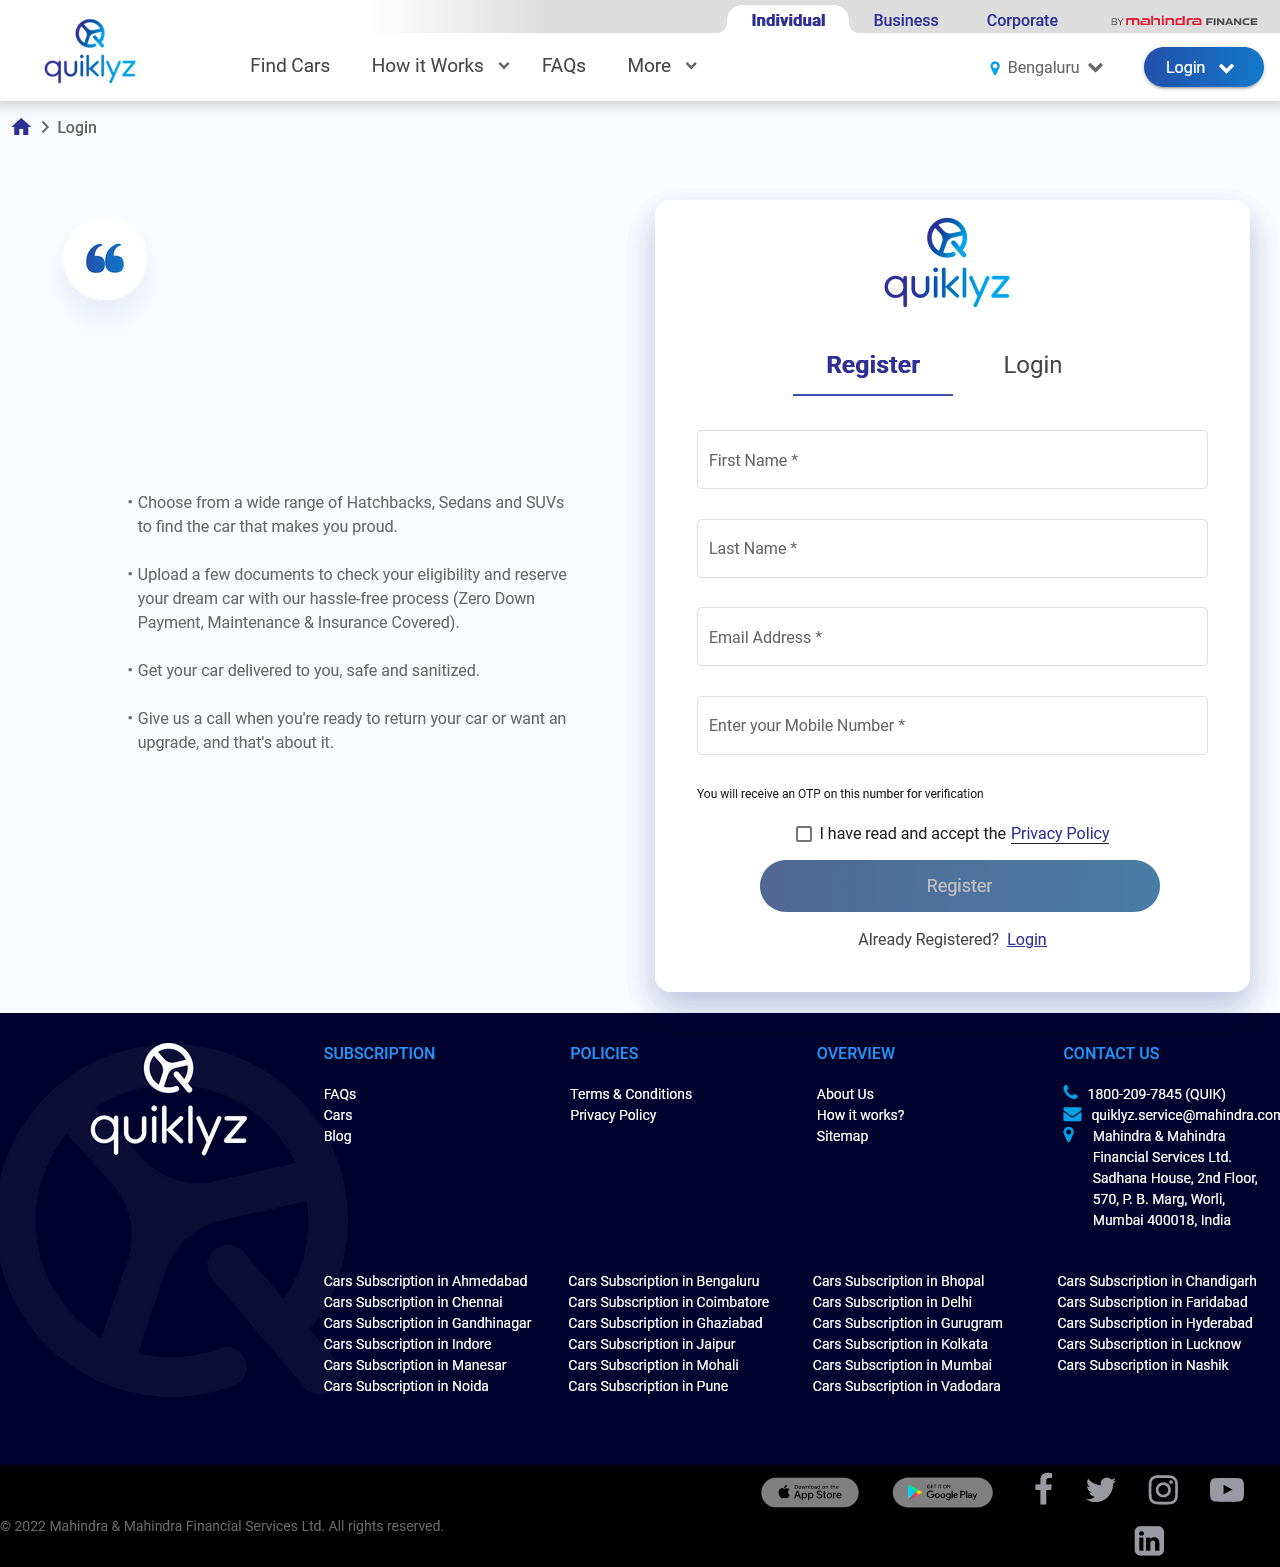 Individual
Business
Corporate
BY mahindra FINANCE
quiklyz
Find Cars
How it Works
FAQs
More
Bengaluru
Login
Login
quiklyz
Register
Login
First Name *
Last Name *
Email Address *
Enter your Mobile Number *
You will receive an OTP on this number for verification
I have read and accept the Privacy Policy
Register
Already Registered? Login
• Choose from a wide range of Hatchbacks, Sedans and SUVs
to find the car that makes you proud.
• Upload a few documents to check your eligibility and reserve
your dream car with our hassle-free process (Zero Down
Payment, Maintenance & Insurance Covered).
• Get your car delivered to you, safe and sanitized.
• Give us a call when you're ready to return your car or want an
upgrade, and that's about it.
quiklyz
SUBSCRIPTION
FAQs
Cars
Blog
POLICIES
Terms & Conditions
Privacy Policy
OVERVIEW
About Us
How it works?
Sitemap
CONTACT US
1800-209-7845 (QUIK)
quiklyz.service@mahindra.com
Mahindra & Mahindra
Financial Services Ltd.
Sadhana House, 2nd Floor,
570, P. B. Marg, Worli,
Mumbai 400018, India
Cars Subscription in Ahmedabad
Cars Subscription in Bengaluru
Cars Subscription in Bhopal
Cars Subscription in Chandigarh
Cars Subscription in Chennai
Cars Subscription in Coimbatore
Cars Subscription in Delhi
Cars Subscription in Faridabad
Cars Subscription in Gandhinagar
Cars Subscription in Ghaziabad
Cars Subscription in Gurugram
Cars Subscription in Hyderabad
Cars Subscription in Indore
Cars Subscription in Jaipur
Cars Subscription in Kolkata
Cars Subscription in Lucknow
Cars Subscription in Manesar
Cars Subscription in Mohali
Cars Subscription in Mumbai
Cars Subscription in Nashik
Cars Subscription in Noida
Cars Subscription in Pune
Cars Subscription in Vadodara
Download on the
App Store
GET IT ON
Google Play
© 2022 Mahindra & Mahindra Financial Services Ltd. All rights reserved.